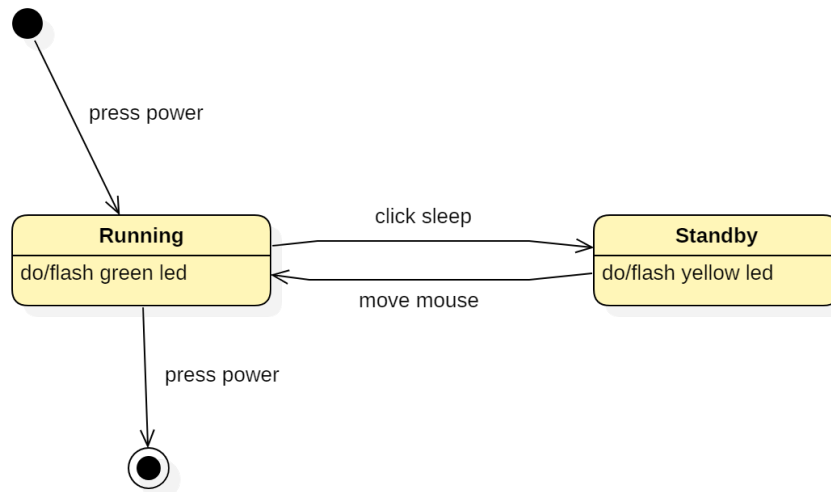 press power
click sleep
Running
Standby
do/flash green led
do/flash yellow led
move mouse
press power